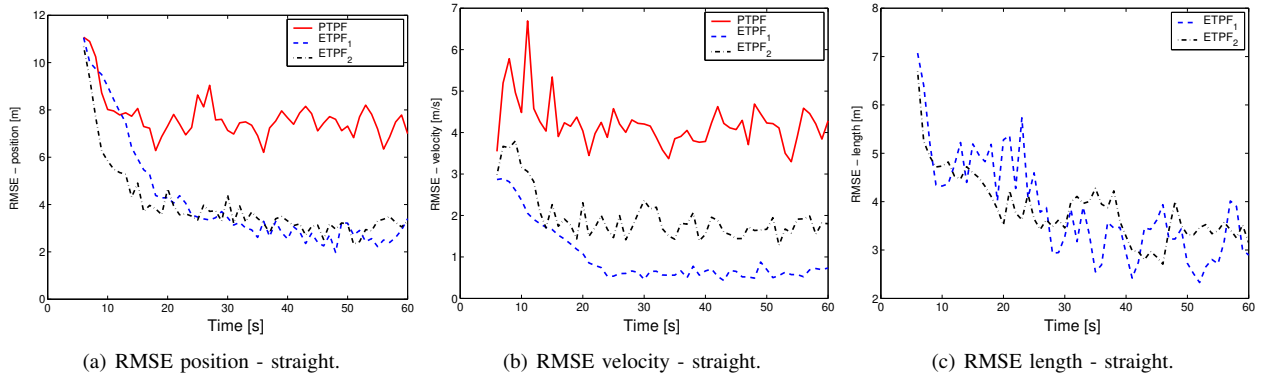 RMSE – position [m]
12
10
8
6
4
2
0
0 10 20 30 40 50 60
Time [s]
PTPF
ETPF1
ETPF2
(a) RMSE position - straight.
RMSE – velocity [m/s]
7
6
5
4
3
2
1
0
0 10 20 30 40 50 60
Time [s]
PTPF
ETPF1
ETPF2
(b) RMSE velocity - straight.
RMSE – length [m]
8
7
6
5
4
3
2
0 10 20 30 40 50 60
Time [s]
ETPF1
ETPF2
(c) RMSE length - straight.